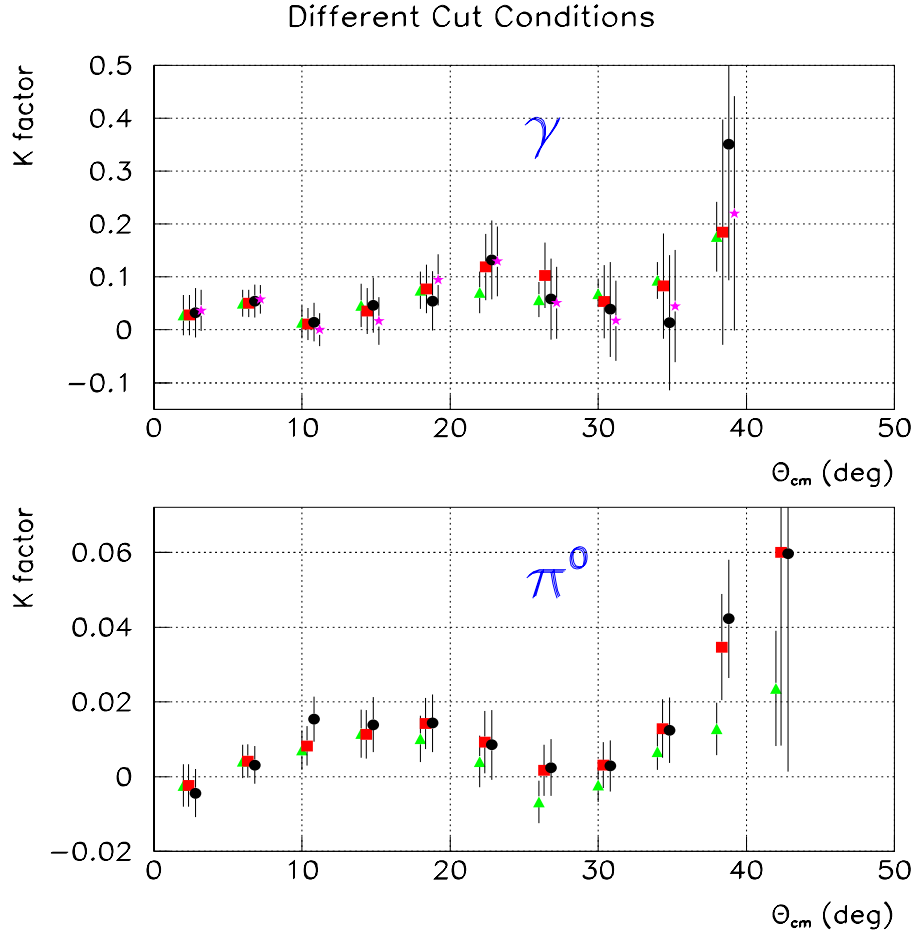 Different Cut Conditions
K factor
0.5
0.4
0.3
0.2
0.1
0
−0.1
γ
0 10 20 30 40 50
Θcm (deg)
K factor
0.06
0.04
0.02
0
−0.02
π0
0 10 20 30 40 50
Θcm (deg)